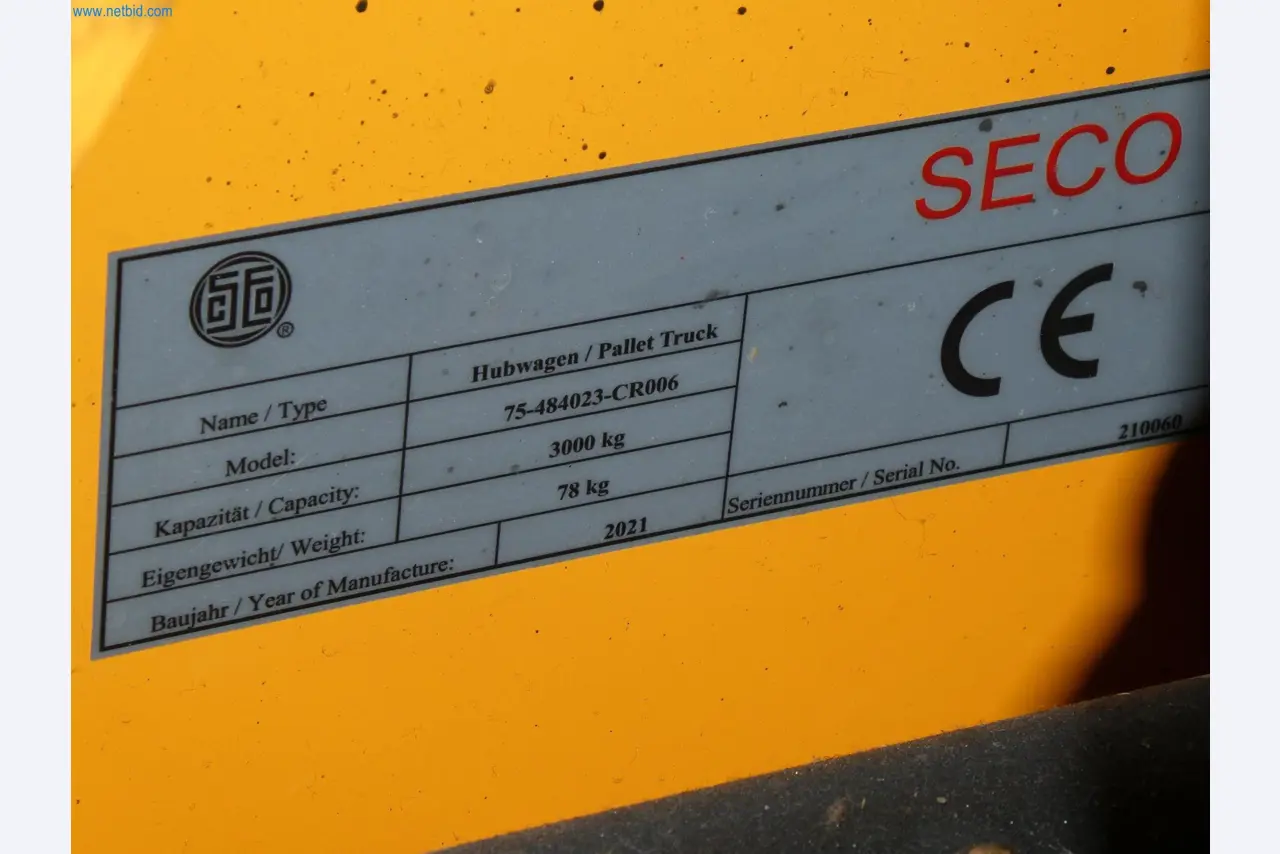 www.netbid.com
SECO
SECO ®
CE
Name / Type
Hubwagen / Pallet Truck
Model:
75-484023-CR006
Kapazität / Capacity:
3000 kg
Eigengewicht/ Weight:
78 kg
Baujahr / Year of Manufacture:
2021
Seriennummer / Serial No.
210060